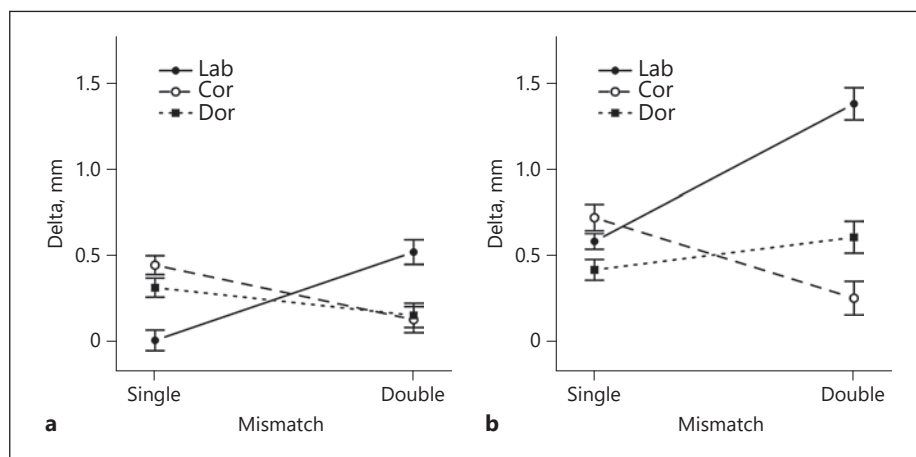 Lab
Cor
Dor
1.5
1.0
0.5
0
Delta, mm
Single
Double
Mismatch
a
Lab
Cor
Dor
1.5
1.0
0.5
0
Delta, mm
Single
Double
Mismatch
b